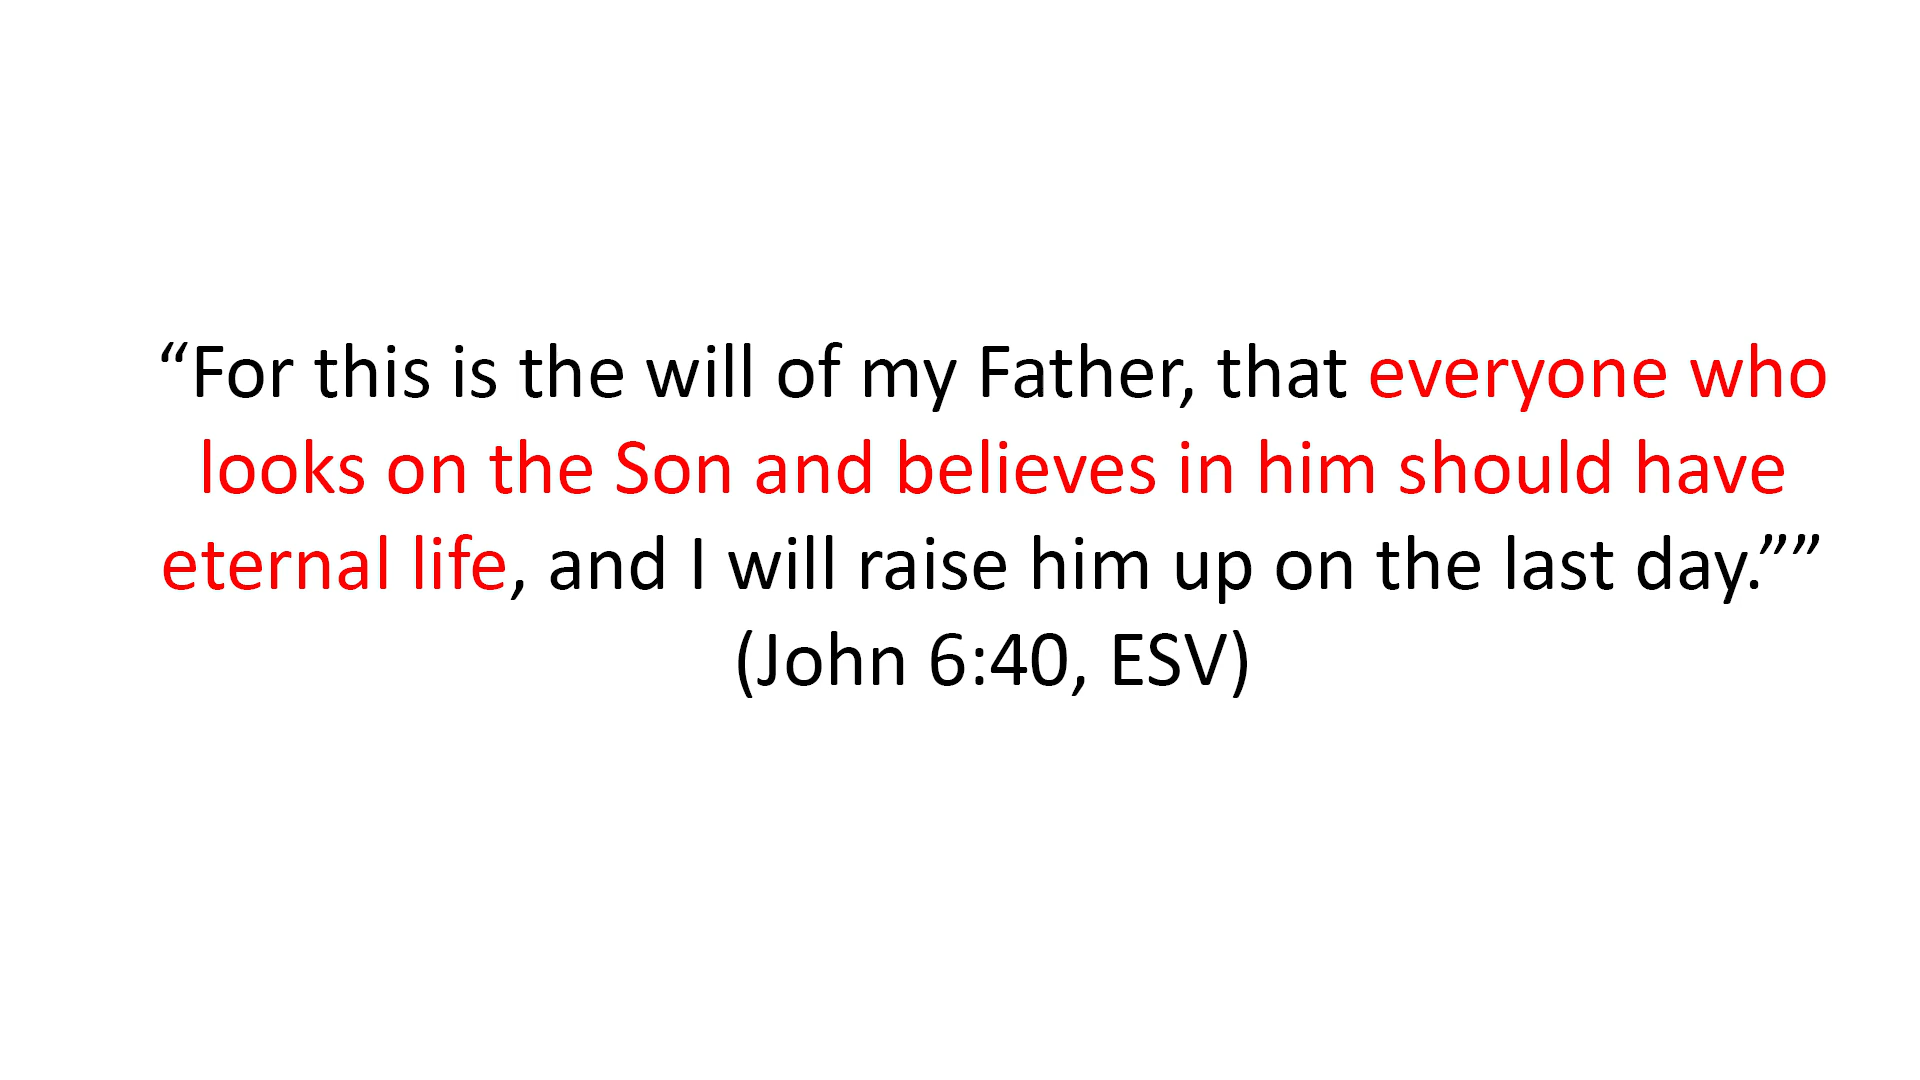 “For this is the will of my Father, that everyone who
looks on the Son and believes in him should have
eternal life, and I will raise him up on the last day.””
(John 6:40, ESV)